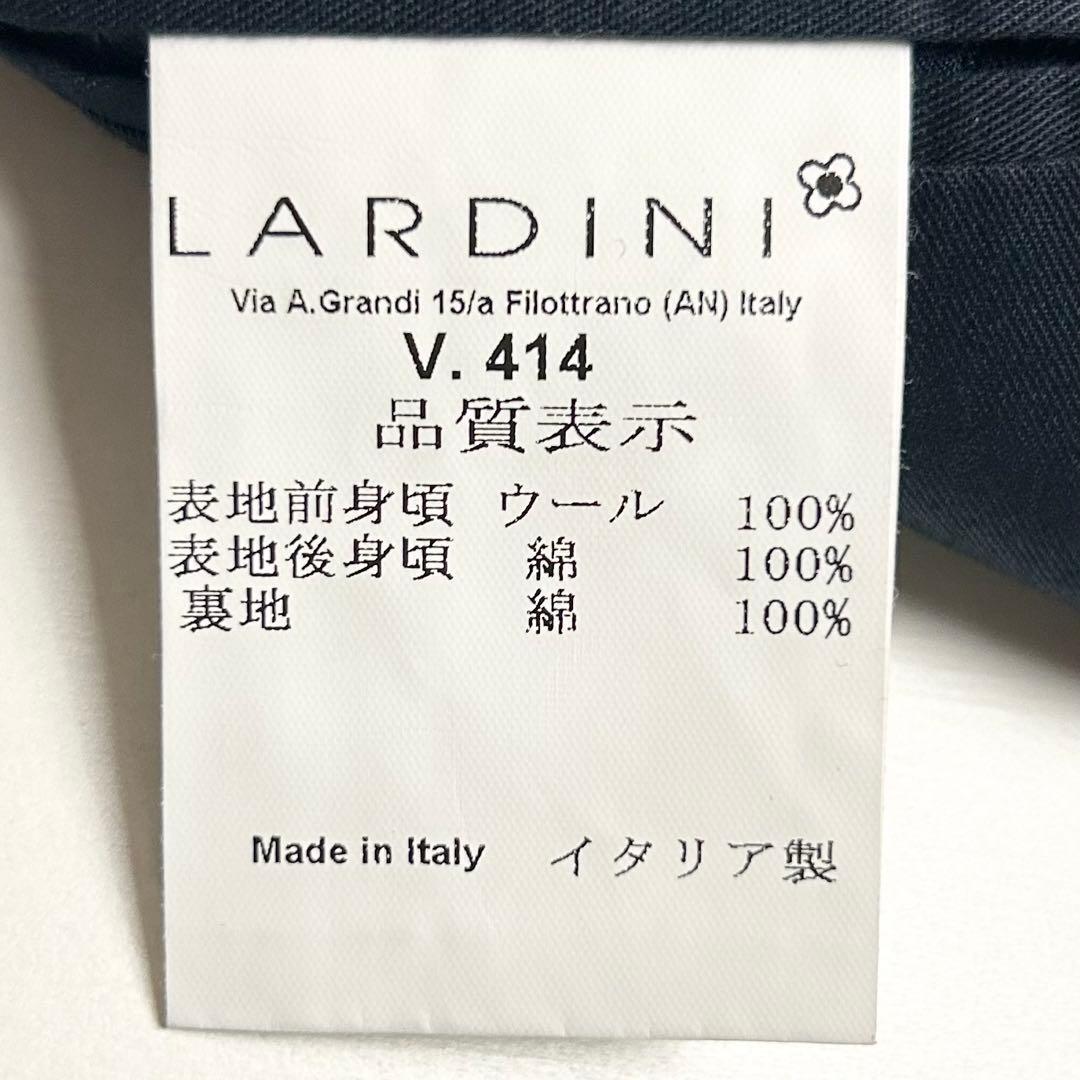 LARDINI
Via A.Grandi 15/a Filottrano (AN) Italy
V. 414
品質表示
表地前身頃 ウール 100%
表地後身頃 綿 100%
裏地 綿 100%
Made in Italy イタリア製